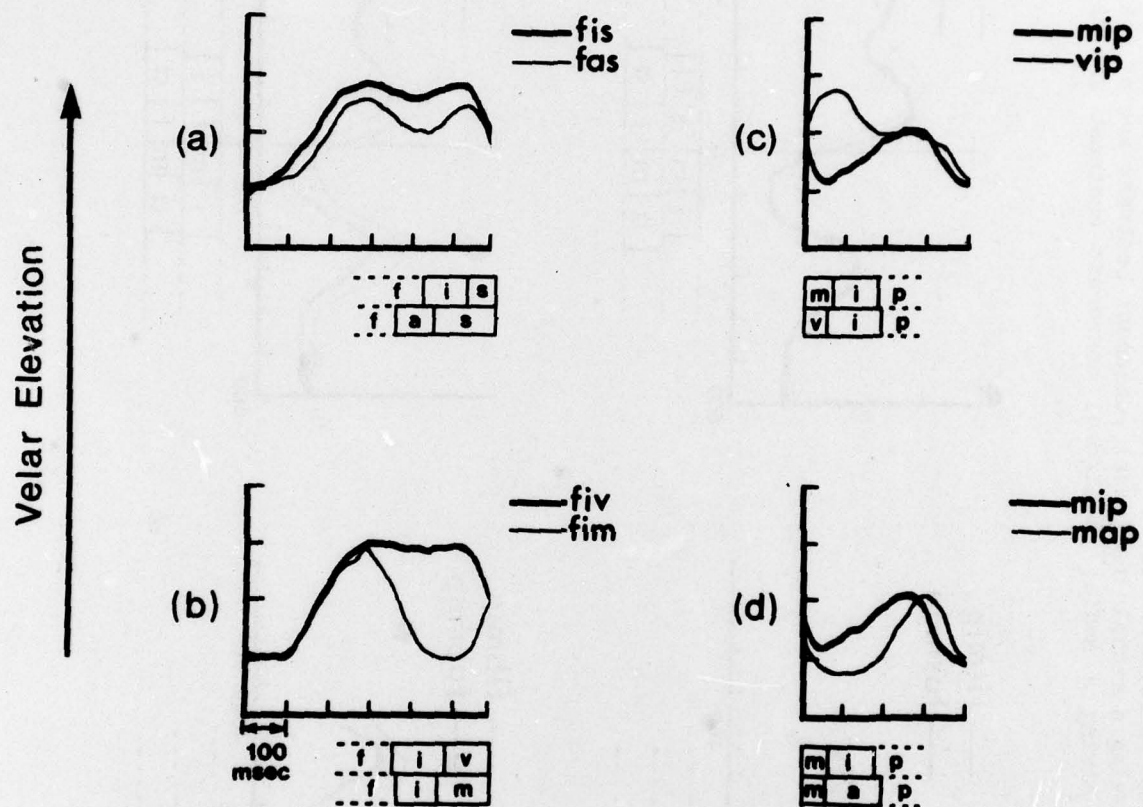 Velar Elevation
(a)
fis
fas
f i s
f a s
(c)
mip
vip
m i p
v i p
(b)
fiv
fim
100
msec
f i v
f i m
(d)
mip
map
m i p
m a p